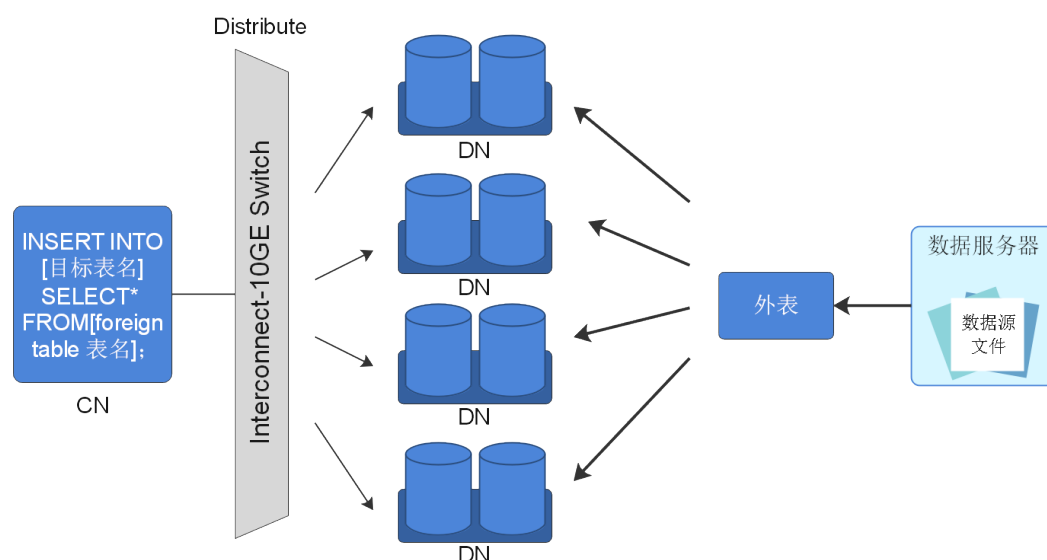 Distribute
INSERT INTO
[目标表名]
SELECT*
FROM[foreign
table 表名]；
CN
Interconnect-10GE Switch
DN
DN
DN
DN
外表
数据服务器
数据源
文件